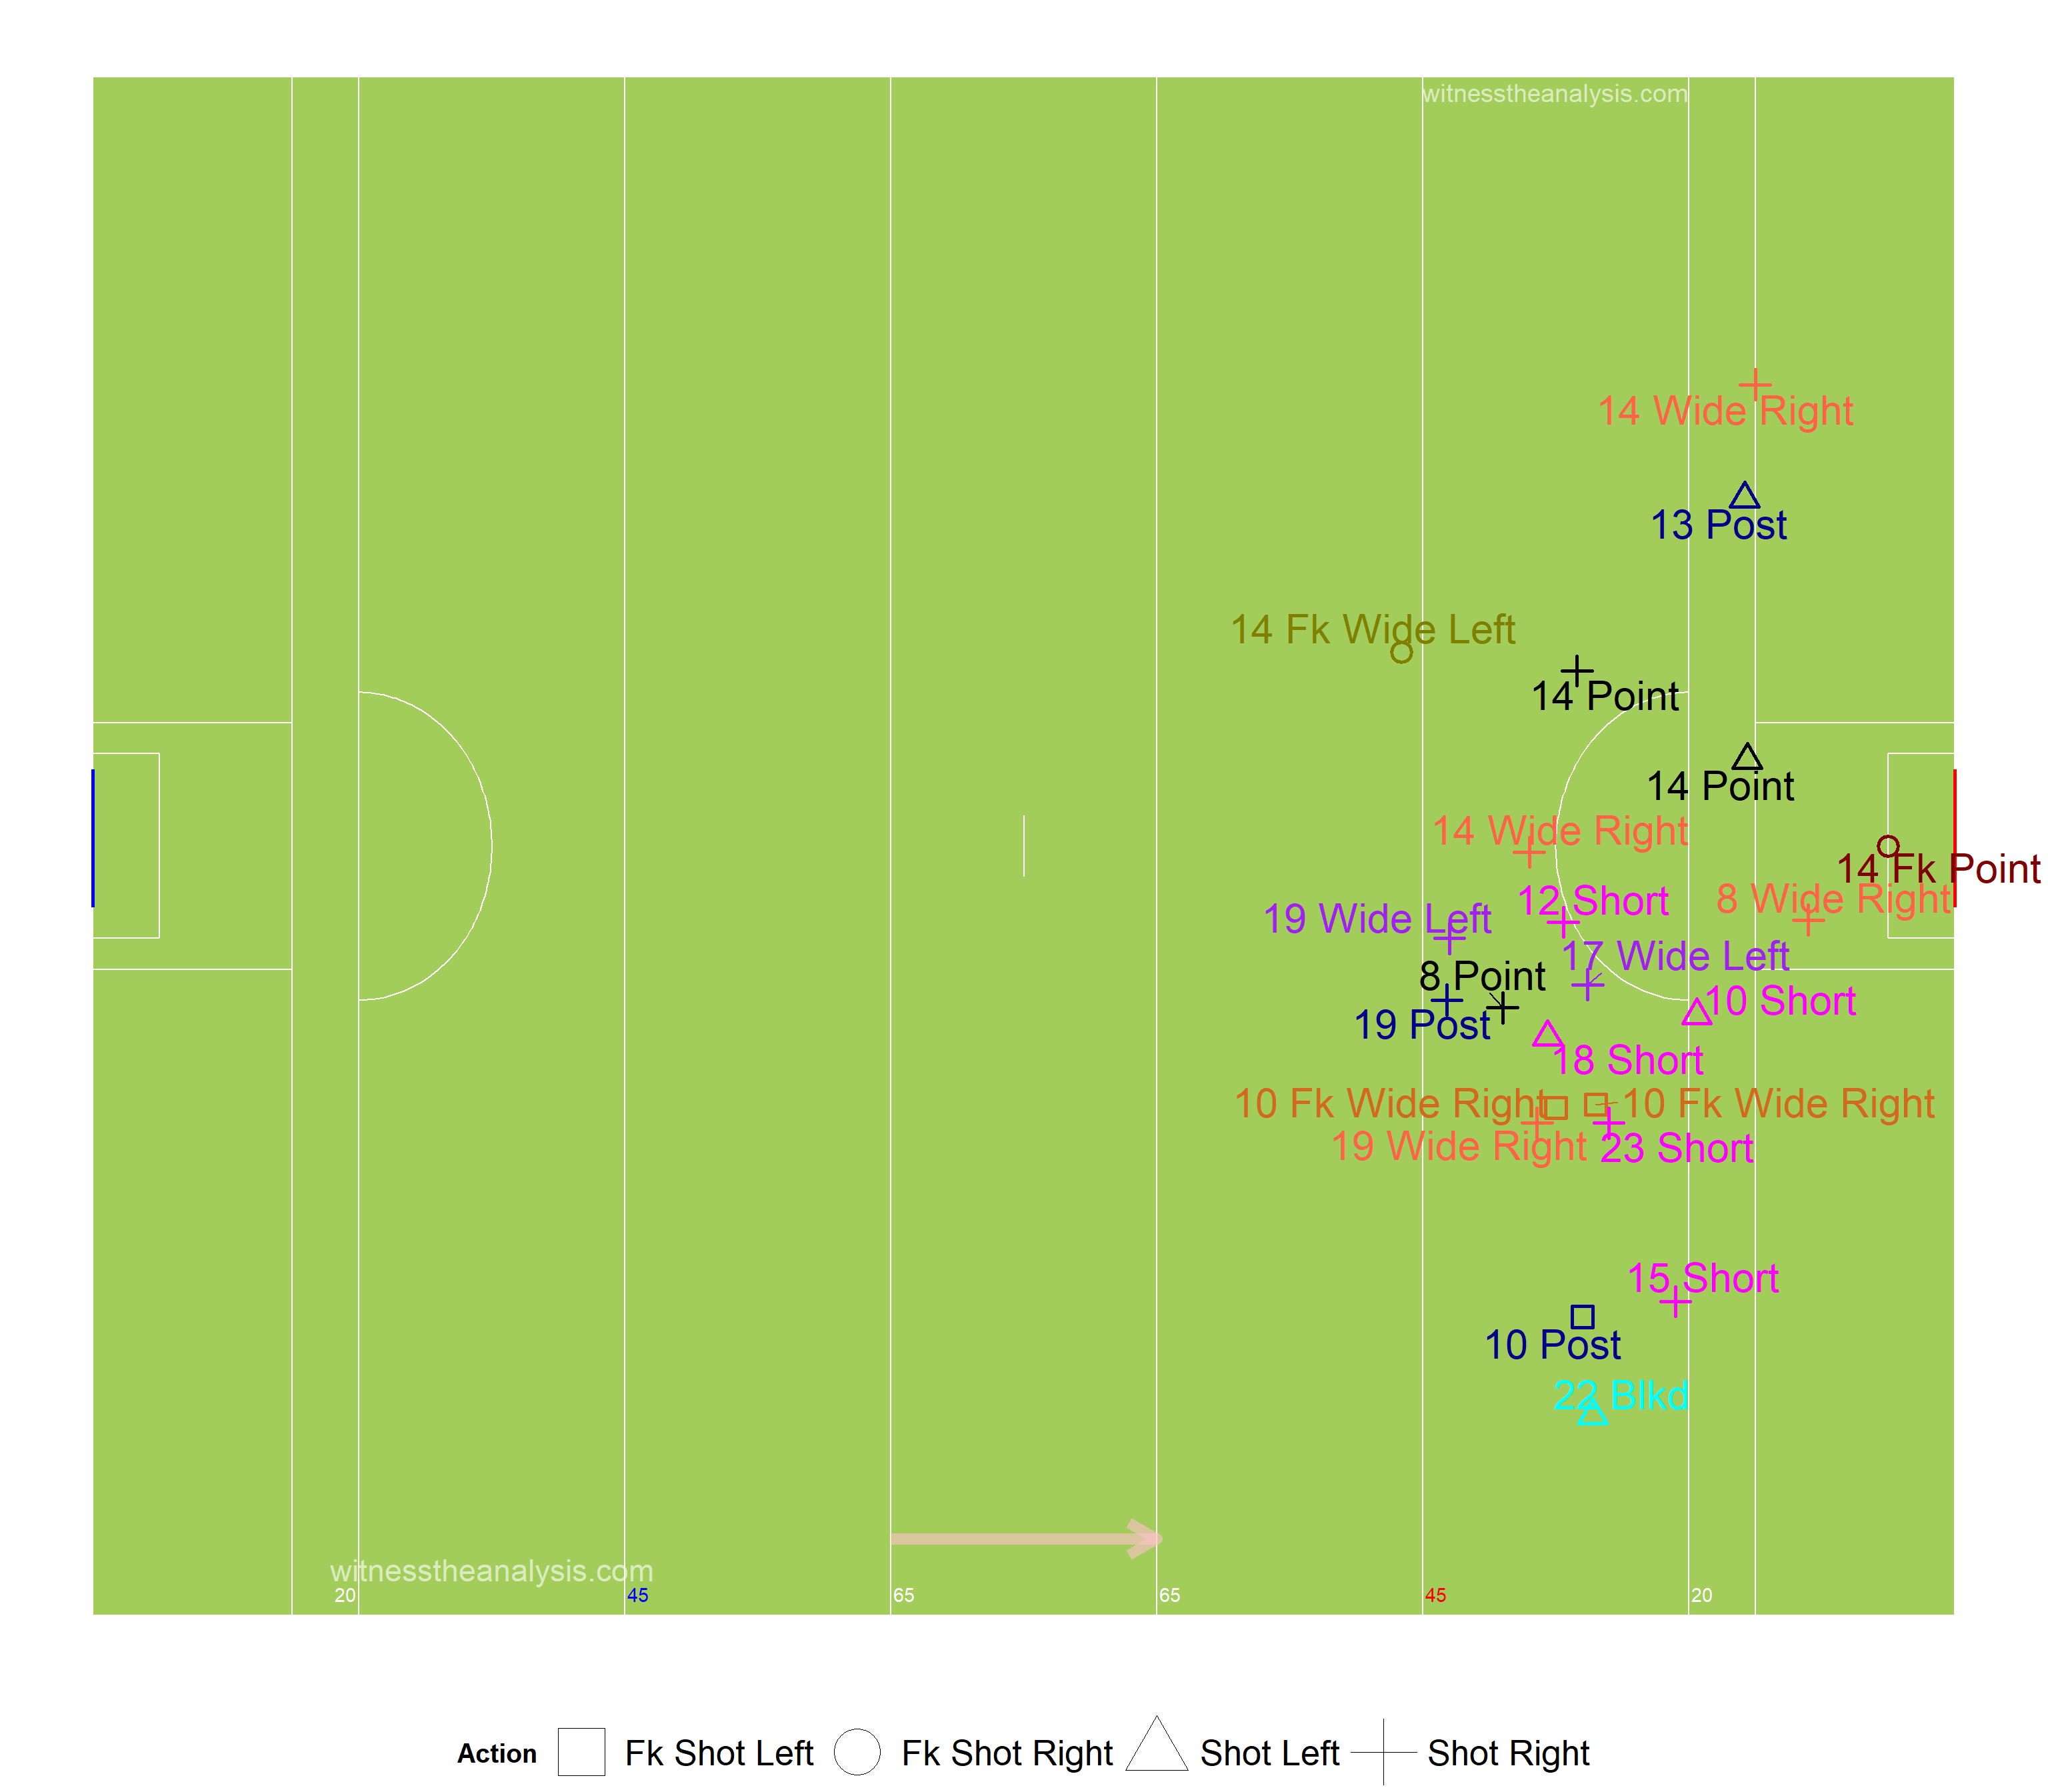 witnesstheanalysis.com
14 Wide Right
13 Post
14 Fk Wide Left
14 Point
14 Point
14 Wide Right
14 Fk Point
8 Wide Right
12 Short
19 Wide Left
17 Wide Left
8 Point
10 Short
19 Post
18 Short
10 Fk Wide Right
10 Fk Wide Right
19 Wide Right
23 Short
15 Short
10 Post
22 Blkd
witnesstheanalysis.com
20 45 65 65 45 20
Action Fk Shot Left Fk Shot Right Shot Left Shot Right